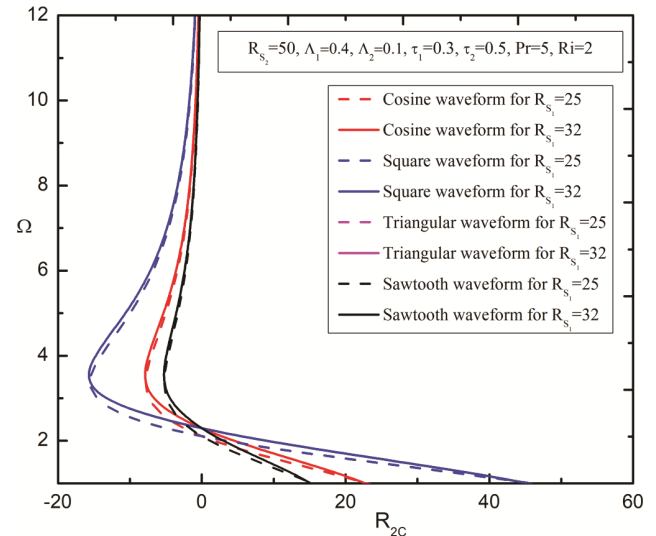 12
10
8
6
4
2
Ω
R_{S_2}=50, Λ_1=0.4, Λ_2=0.1, τ_1=0.3, τ_2=0.5, Pr=5, Ri=2
Cosine waveform for R_{S_1}=25
Cosine waveform for R_{S_1}=32
Square waveform for R_{S_1}=25
Square waveform for R_{S_1}=32
Triangular waveform for R_{S_1}=25
Triangular waveform for R_{S_1}=32
Sawtooth waveform for R_{S_1}=25
Sawtooth waveform for R_{S_1}=32
-20 0 20 40 60
R_{2C}